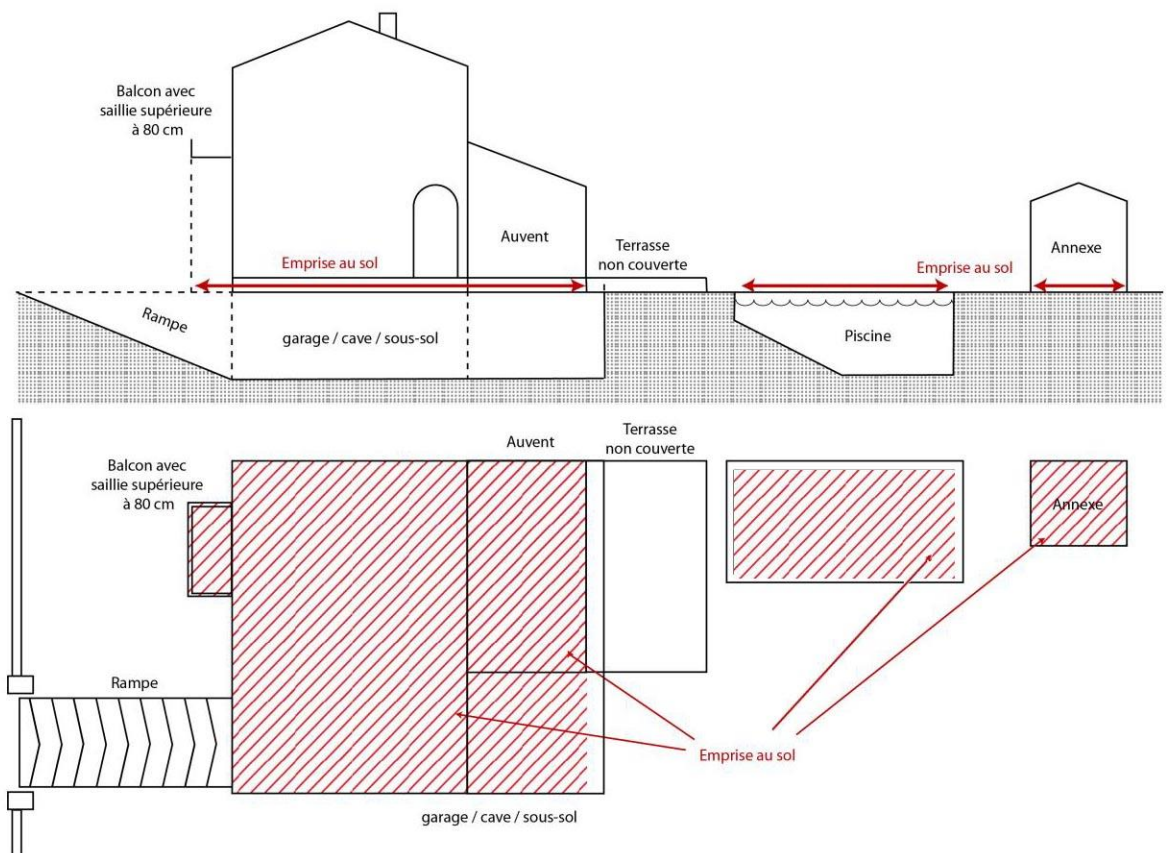 Balcon avec
saillie supérieure
à 80 cm
Auvent
Terrasse
non couverte
Annexe
Emprise au sol
Emprise au sol
Rampe
garage / cave / sous-sol
Piscine
Balcon avec
saillie supérieure
à 80 cm
Auvent
Terrasse
non couverte
Annexe
Rampe
Emprise au sol
garage / cave / sous-sol